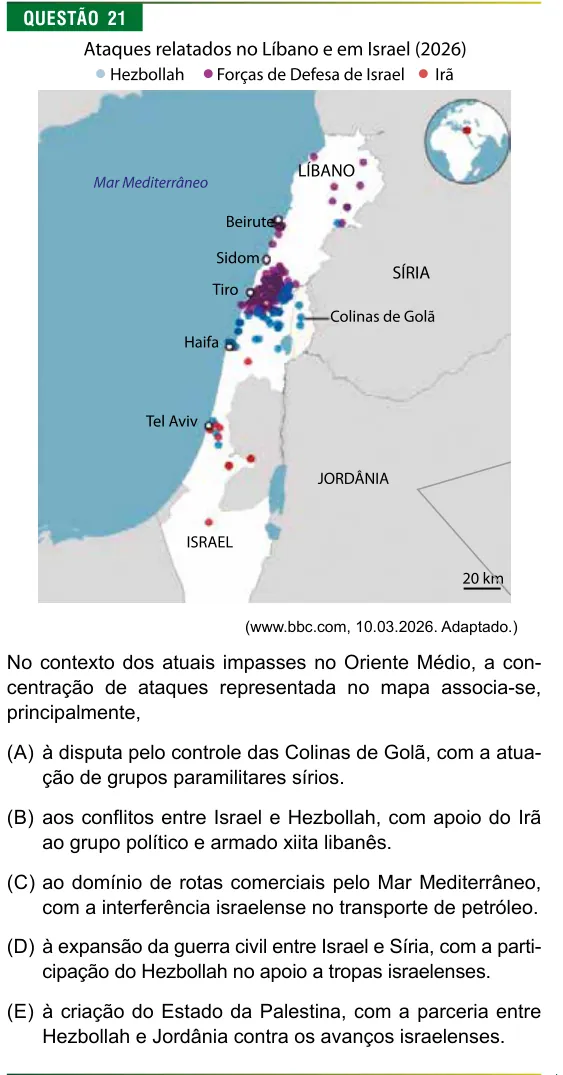 QUESTÃO 21
Ataques relatados no Líbano e em Israel (2026)
Hezbollah Forças de Defesa de Israel Irã
Mar Mediterrâneo
LÍBANO
Beirute
Sidom
SÍRIA
Tiro
Colinas de Golã
Haifa
Tel Aviv
JORDÂNIA
ISRAEL
20 km
(www.bbc.com, 10.03.2026. Adaptado.)
No contexto dos atuais impasses no Oriente Médio, a con-
centração de ataques representada no mapa associa-se,
principalmente,
(A) à disputa pelo controle das Colinas de Golã, com a atua-
ção de grupos paramilitares sírios.
(B) aos conflitos entre Israel e Hezbollah, com apoio do Irã
ao grupo político e armado xiita libanês.
(C) ao domínio de rotas comerciais pelo Mar Mediterrâneo,
com a interferência israelense no transporte de petróleo.
(D) à expansão da guerra civil entre Israel e Síria, com a parti-
cipação do Hezbollah no apoio a tropas israelenses.
(E) à criação do Estado da Palestina, com a parceria entre
Hezbollah e Jordânia contra os avanços israelenses.